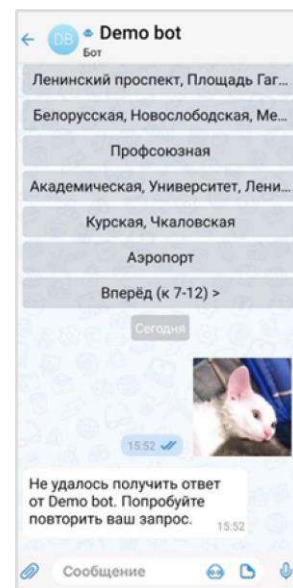 DB
Demo bot
Бот
Ленинский проспект, Площадь Гаг...
Белорусская, Новослободская, Ме...
Профсоюзная
Академическая, Университет, Лени...
Курская, Чкаловская
Аэропорт
Вперёд (к 7-12) >
Сегодня
15:52
Не удалось получить ответ
от Demo bot. Попробуйте
повторить ваш запрос.
15:52
Сообщение